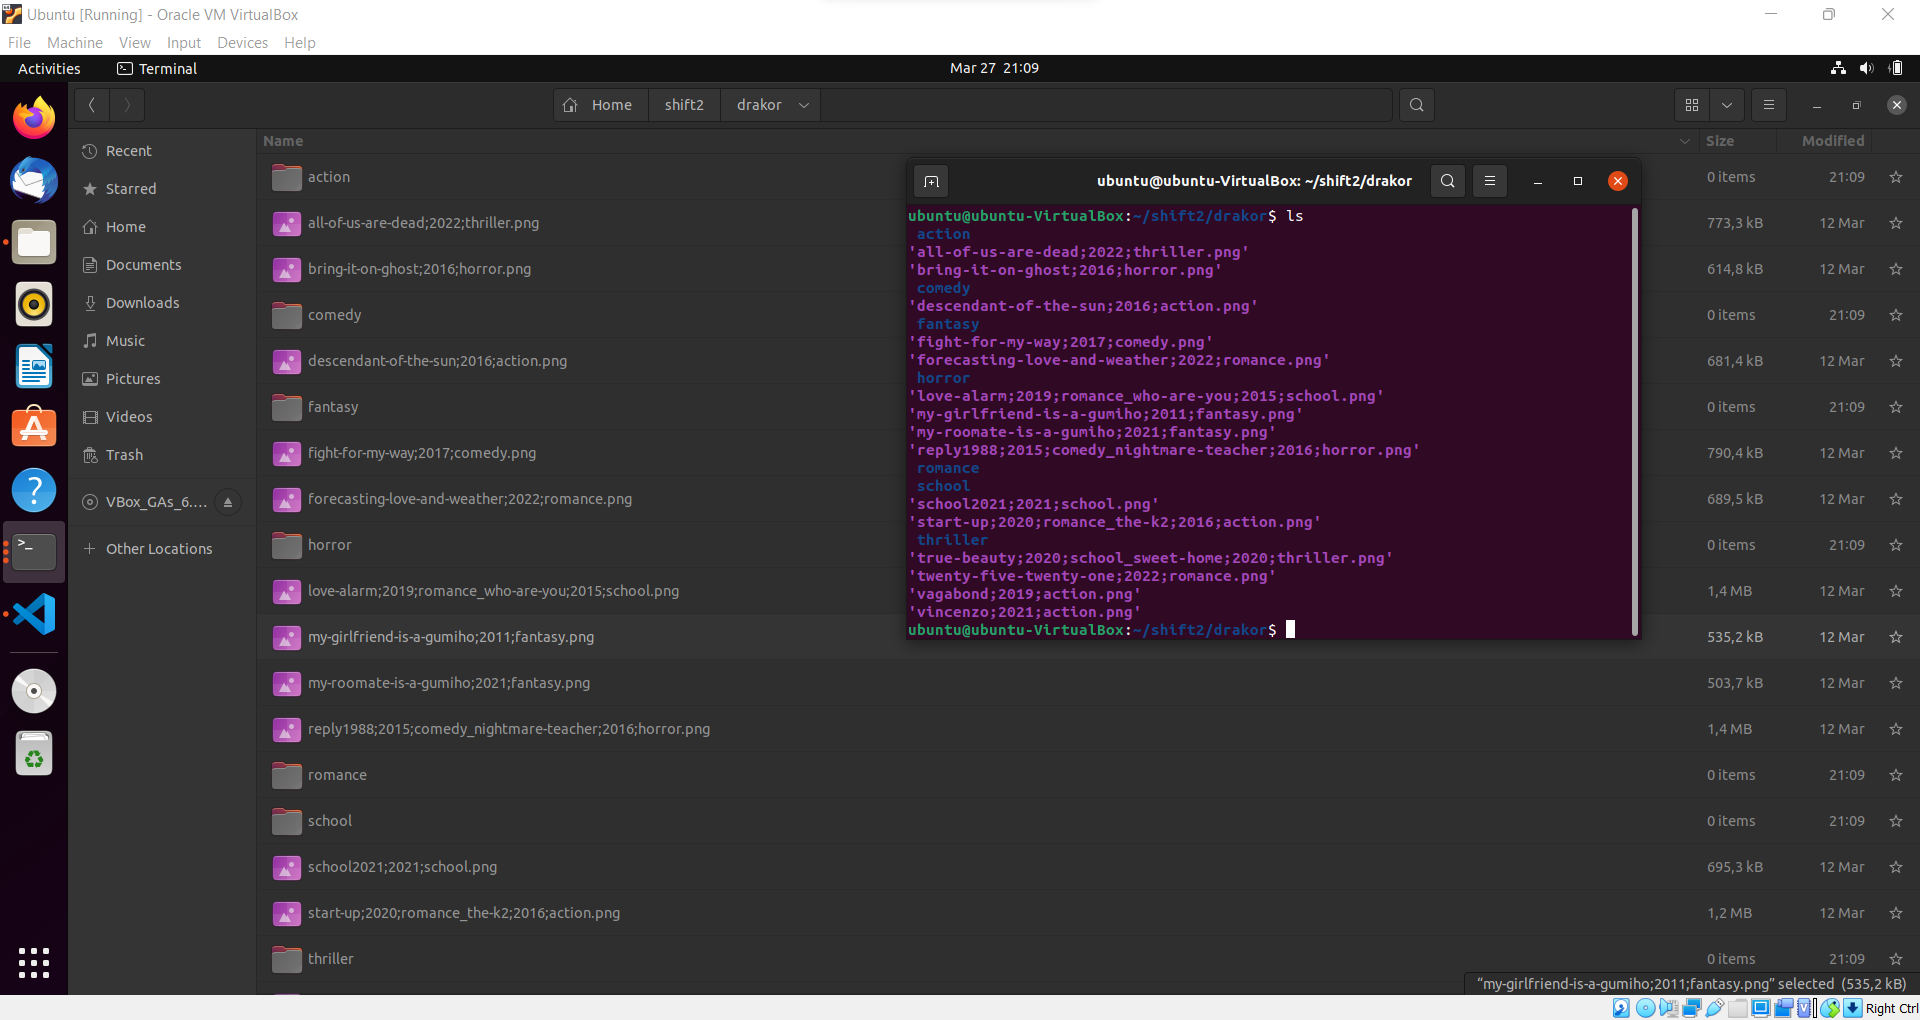 Ubuntu [Running] - Oracle VM VirtualBox
File Machine View Input Devices Help
Activities Terminal Mar 27 21:09
Home shift2 drakor
Recent
Starred
Home
Documents
Downloads
Music
Pictures
Videos
Trash
VBox_GAs_6....
Other Locations
Name Size Modified
action 0 items 21:09
all-of-us-are-dead;2022;thriller.png 773,3 kB 12 Mar
bring-it-on-ghost;2016;horror.png 614,8 kB 12 Mar
comedy 0 items 21:09
descendant-of-the-sun;2016;action.png 681,4 kB 12 Mar
fantasy 0 items 21:09
fight-for-my-way;2017;comedy.png 790,4 kB 12 Mar
forecasting-love-and-weather;2022;romance.png 689,5 kB 12 Mar
horror 0 items 21:09
love-alarm;2019;romance_who-are-you;2015;school.png 1,4 MB 12 Mar
my-girlfriend-is-a-gumiho;2011;fantasy.png 535,2 kB 12 Mar
my-roomate-is-a-gumiho;2021;fantasy.png 503,7 kB 12 Mar
reply1988;2015;comedy_nightmare-teacher;2016;horror.png 1,4 MB 12 Mar
romance 0 items 21:09
school 0 items 21:09
school2021;2021;school.png 695,3 kB 12 Mar
start-up;2020;romance_the-k2;2016;action.png 1,2 MB 12 Mar
thriller 0 items 21:09
ubuntu@ubuntu-VirtualBox: ~/shift2/drakor
ubuntu@ubuntu-VirtualBox:~/shift2/drakor$ ls
action
'all-of-us-are-dead;2022;thriller.png'
'bring-it-on-ghost;2016;horror.png'
comedy
'descendant-of-the-sun;2016;action.png'
fantasy
'fight-for-my-way;2017;comedy.png'
'forecasting-love-and-weather;2022;romance.png'
horror
'love-alarm;2019;romance_who-are-you;2015;school.png'
'my-girlfriend-is-a-gumiho;2011;fantasy.png'
'my-roomate-is-a-gumiho;2021;fantasy.png'
'reply1988;2015;comedy_nightmare-teacher;2016;horror.png'
romance
school
'school2021;2021;school.png'
'start-up;2020;romance_the-k2;2016;action.png'
thriller
'true-beauty;2020;school_sweet-home;2020;thriller.png'
'twenty-five-twenty-one;2022;romance.png'
'vagabond;2019;action.png'
'vincenzo;2021;action.png'
ubuntu@ubuntu-VirtualBox:~/shift2/drakor$
“my-girlfriend-is-a-gumiho;2011;fantasy.png” selected (535,2 kB)
Right Ctrl